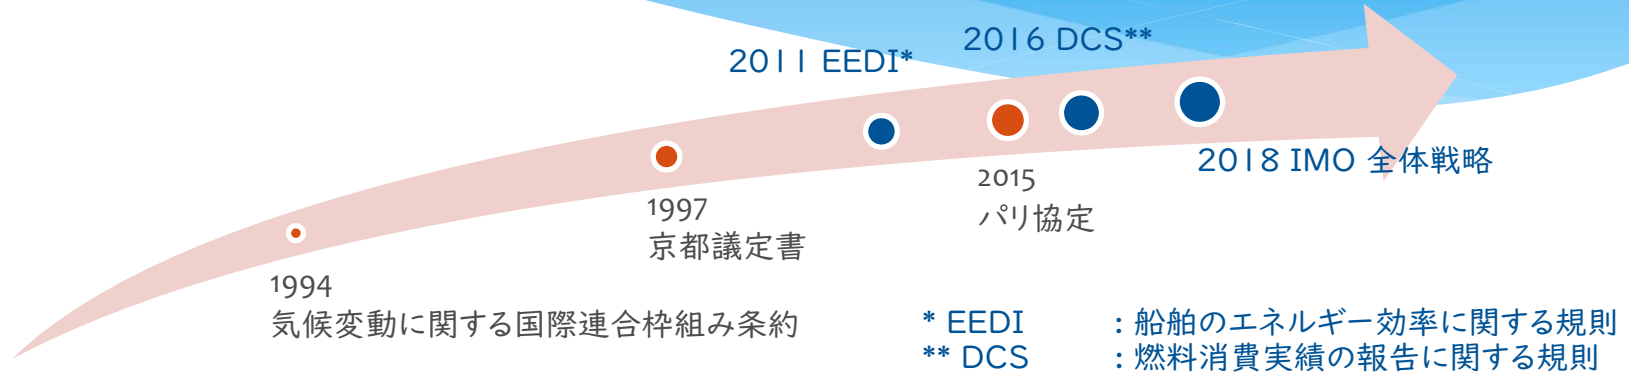 2011 EEDI*
2016 DCS**
2018 IMO 全体戦略
2015
パリ協定
1997
京都議定書
1994
気候変動に関する国際連合枠組み条約
* EEDI : 船舶のエネルギー効率に関する規則
** DCS : 燃料消費実績の報告に関する規則